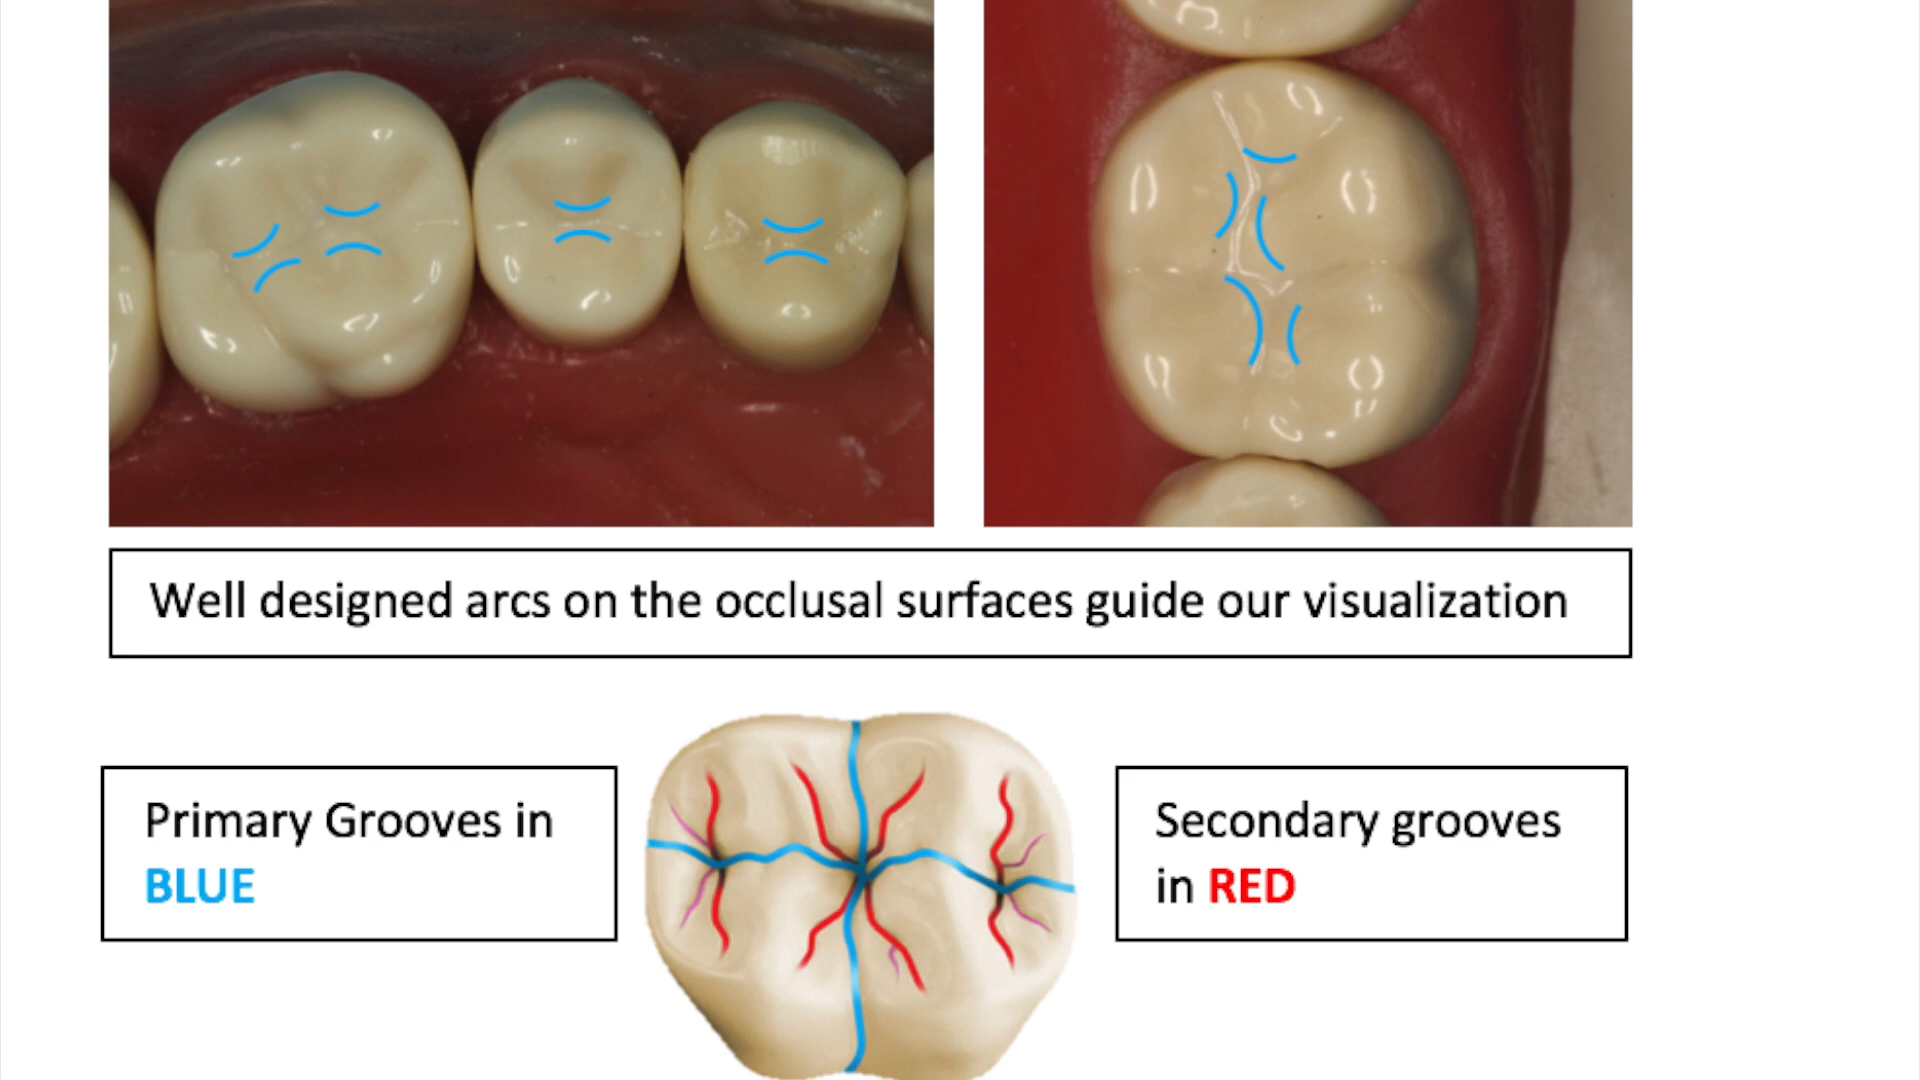 Well designed arcs on the occlusal surfaces guide our visualization
Primary Grooves in
BLUE
Secondary grooves
in RED